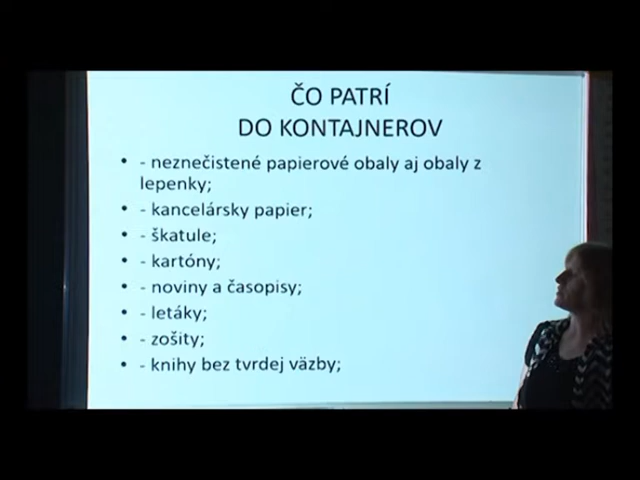 ČO PATRÍ
DO KONTAJNEROV
• - neznečistené papierové obaly aj obaly z
lepenky;
• - kancelársky papier;
• - škatule;
• - kartóny;
• - noviny a časopisy;
• - letáky;
• - zošity;
• - knihy bez tvrdej väzby;